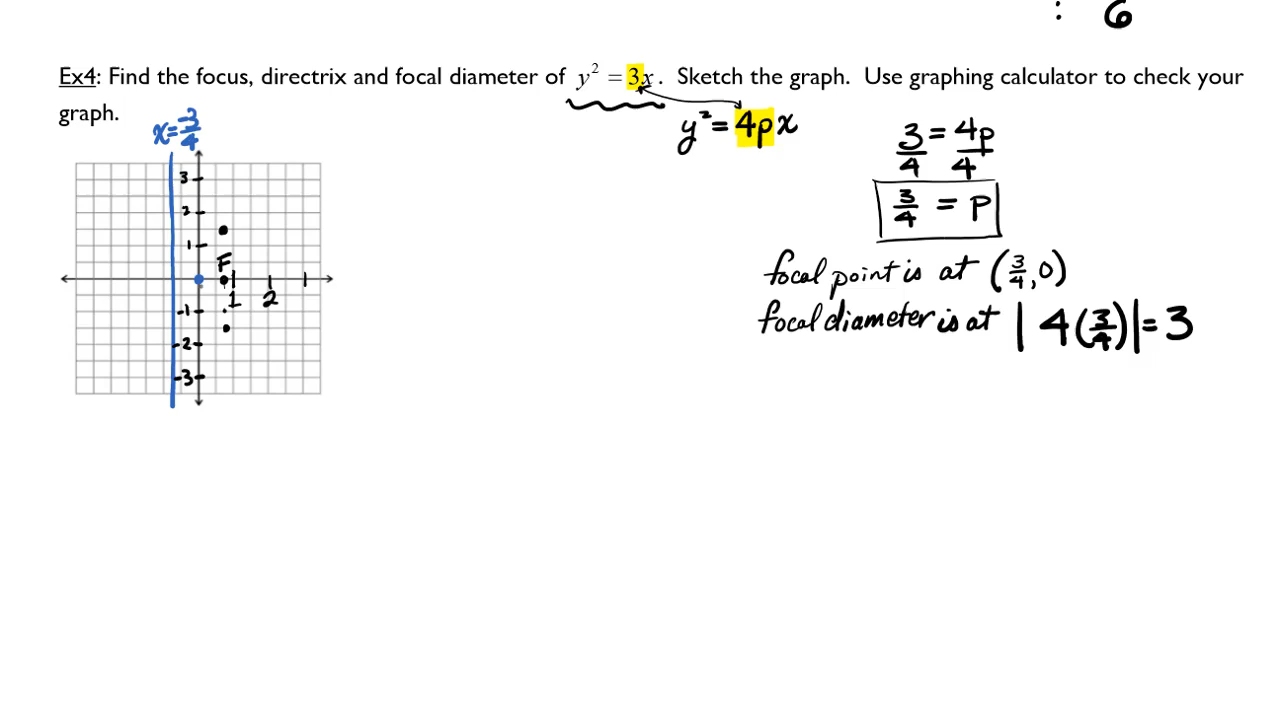 : 6
Ex4: Find the focus, directrix and focal diameter of y² = 3x. Sketch the graph. Use graphing calculator to check your
graph.
y² = 4px
3/4 = 4p/4
3/4 = P
focal point is at (3/4, 0)
focal diameter is at | 4(3/4)| = 3
x = -3/4
3
2
1
F
1 2
-1
-2
-3